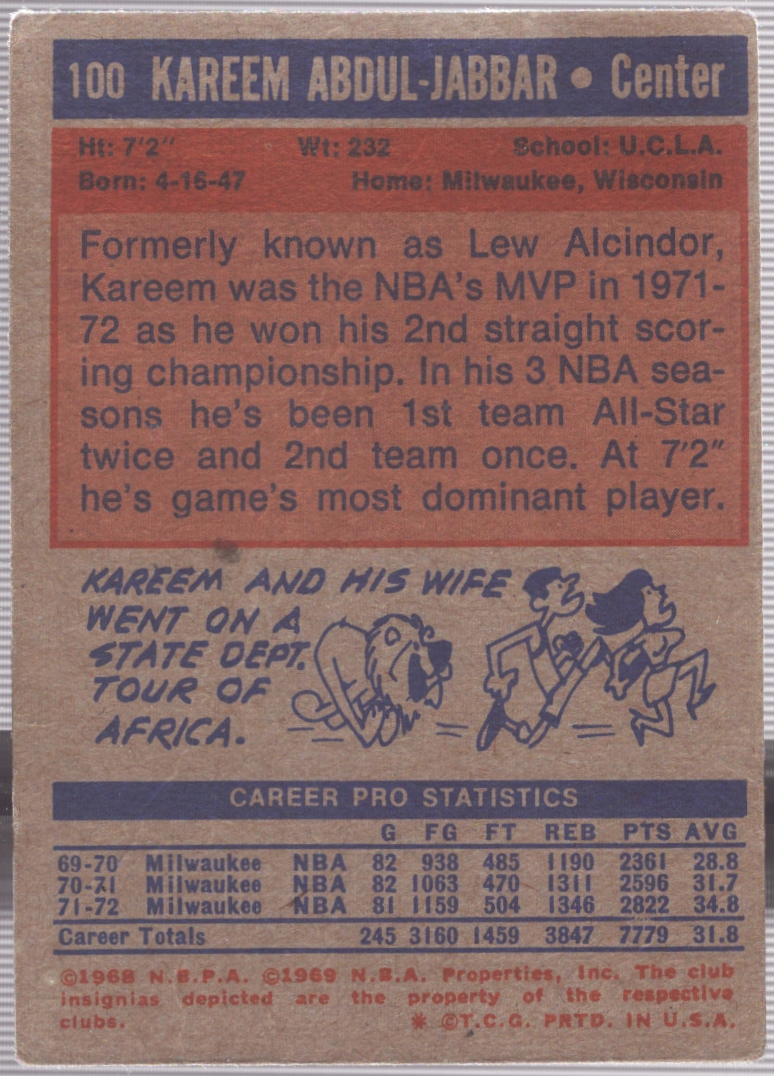 100 KAREEM ABDUL-JABBAR • Center
Ht: 7'2" Wt: 232 School: U.C.L.A.
Born: 4-16-47 Home: Milwaukee, Wisconsin
Formerly known as Lew Alcindor,
Kareem was the NBA's MVP in 1971-
72 as he won his 2nd straight scor-
ing championship. In his 3 NBA sea-
sons he's been 1st team All-Star
twice and 2nd team once. At 7'2"
he's game's most dominant player.
KAREEM AND HIS WIFE
WENT ON A
STATE DEPT.
TOUR OF
AFRICA.
CAREER PRO STATISTICS
G FG FT REB PTS AVG
69-70 Milwaukee NBA 82 938 485 1190 2361 28.8
70-71 Milwaukee NBA 82 1063 470 1311 2596 31.7
71-72 Milwaukee NBA 81 1159 504 1346 2822 34.8
Career Totals 245 3160 1459 3847 7779 31.8
©1968 N.B.P.A. ©1969 N.B.A. Properties, Inc. The club
insignias depicted are the property of the respective
clubs. * ©T.C.G. PRTD. IN U.S.A.